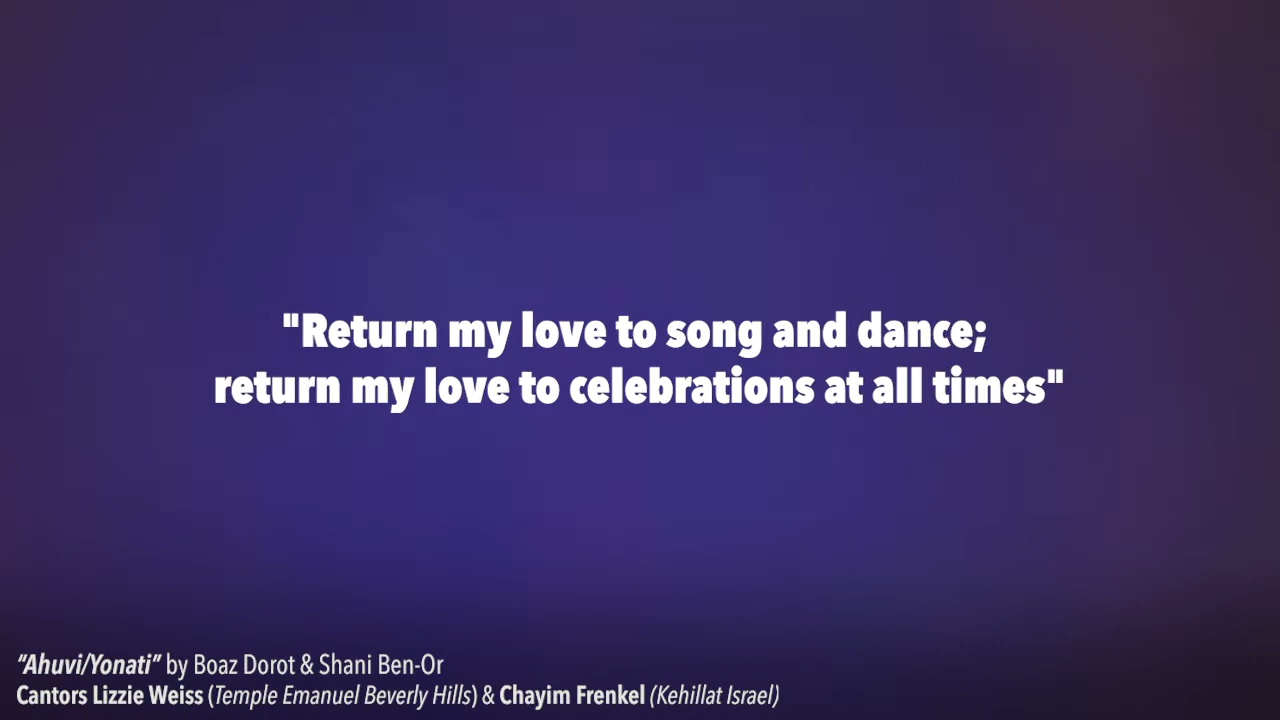 "Return my love to song and dance;
return my love to celebrations at all times"
“Ahuvi/Yonati” by Boaz Dorot & Shani Ben-Or
Cantors Lizzie Weiss (Temple Emanuel Beverly Hills) & Chayim Frenkel (Kehillat Israel)